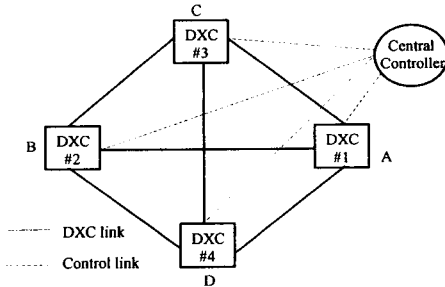 C
DXC
#3
Central
Controller
B
DXC
#2
DXC
#1
A
DXC
#4
D
DXC link
Control link